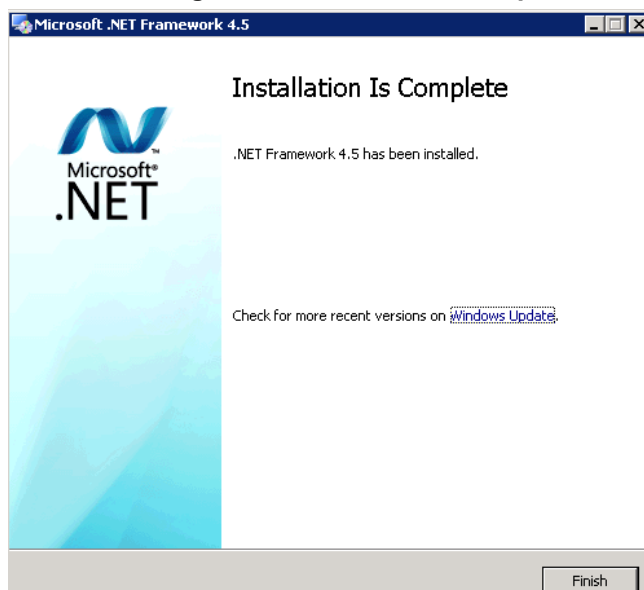 Microsoft .NET Framework 4.5
Installation Is Complete
.NET Framework 4.5 has been installed.
Microsoft®
.NET™
Check for more recent versions on Windows Update.
Finish